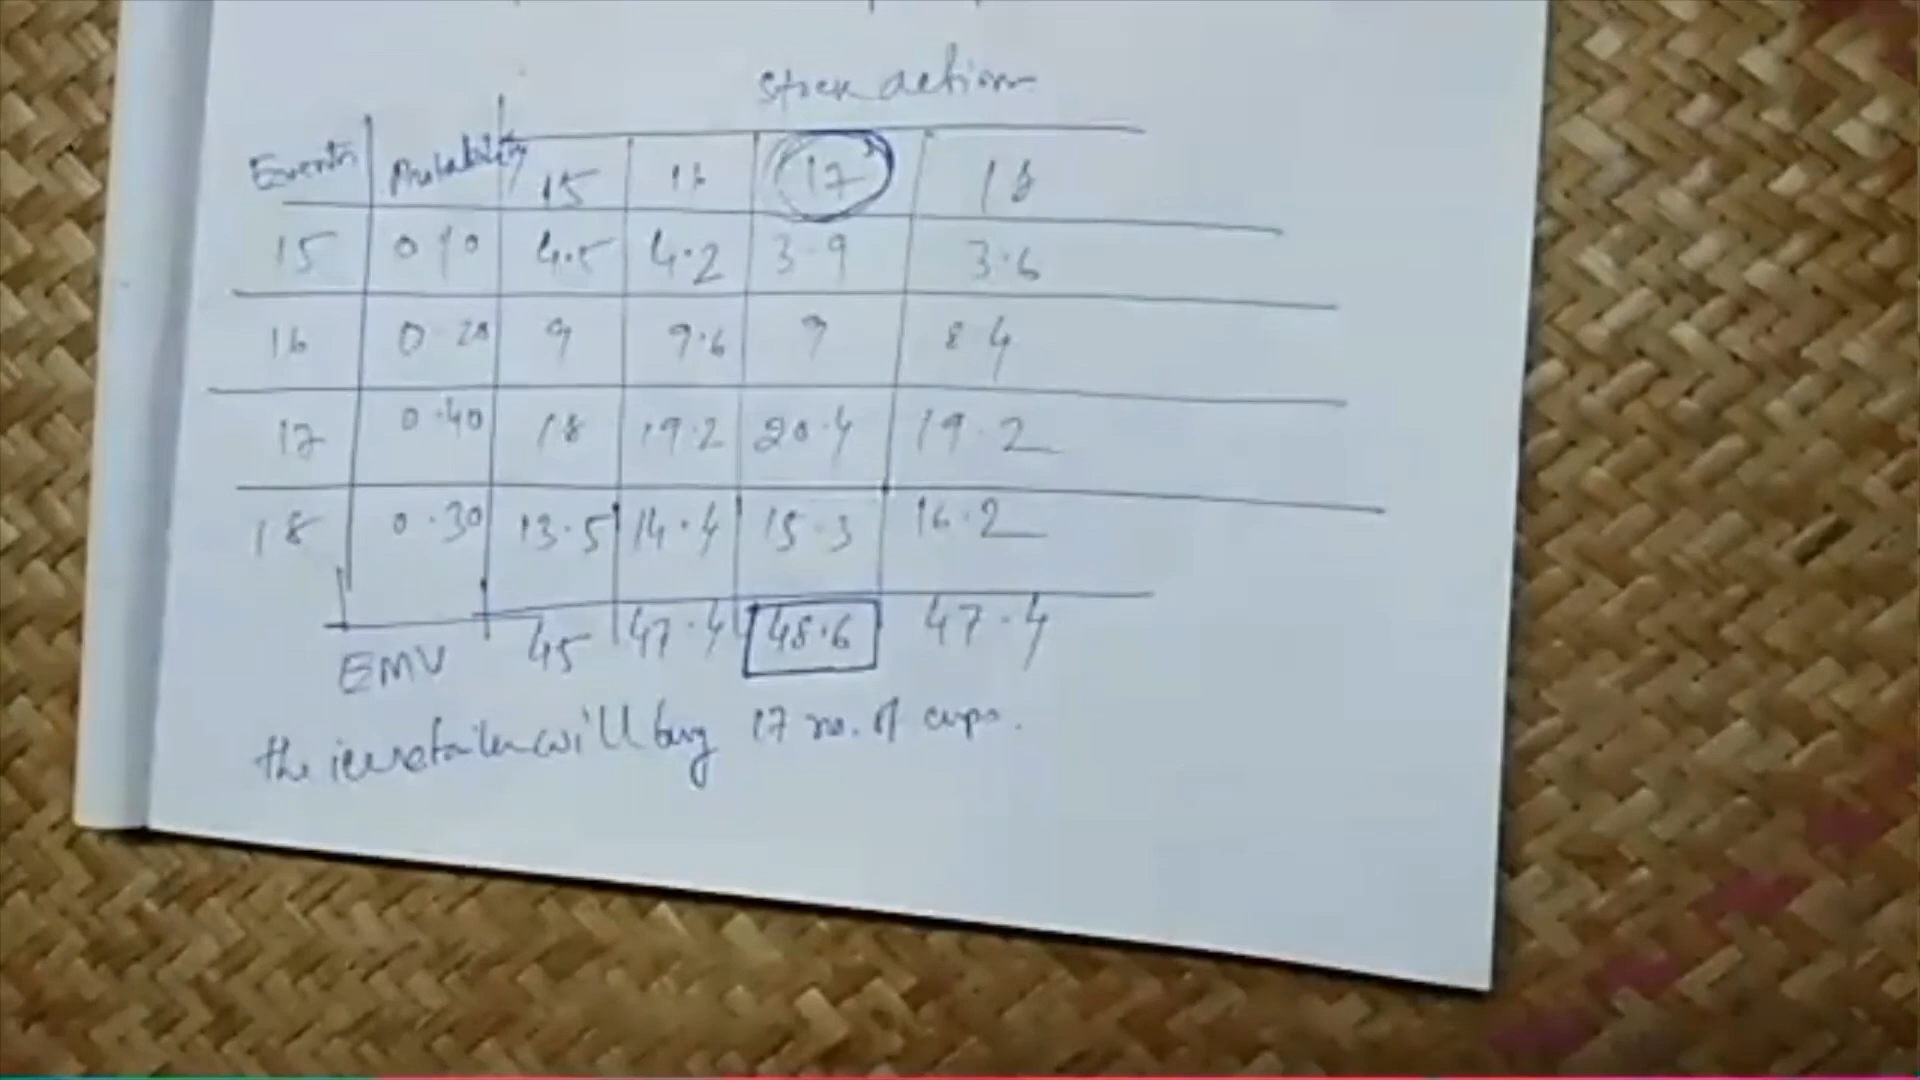 Stock action
Events Probability 15 16 17 18
15 0.10 4.5 4.2 3.9 3.6
16 0.20 9 9.6 9 8.4
17 0.40 18 19.2 20.4 19.2
18 0.30 13.5 14.4 15.3 16.2
EMV 45 47.4 48.6 47.4
the retailer will buy 17 no. of cups.